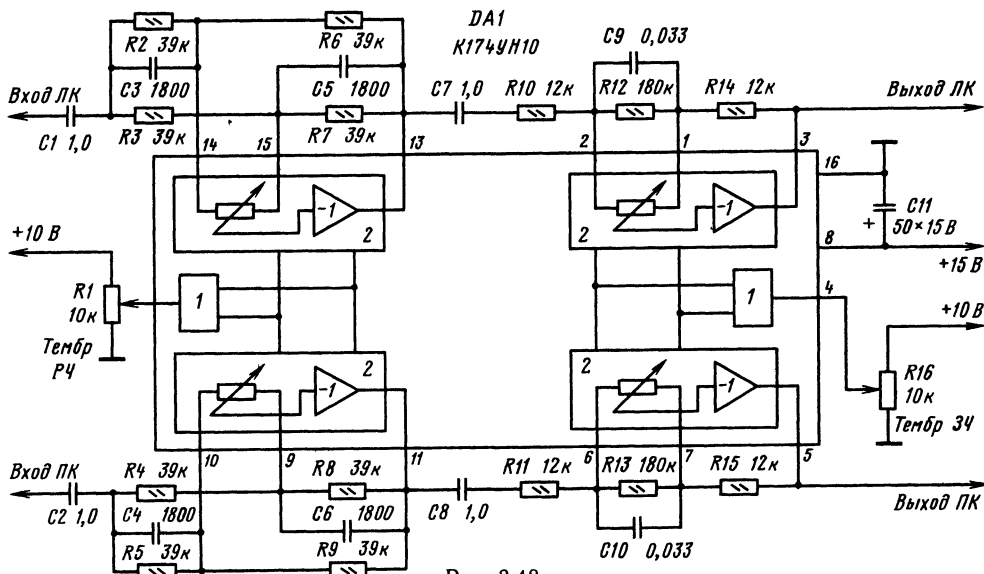 DA1
К174УН10
R2 39к
R6 39к
C9 0,033
C3 1800
C5 1800
C7 1,0
R10 12к
R12 180к
R14 12к
Вход ЛК
Выход ЛК
C1 1,0
R3 39к
R7 39к
14
15
13
2
1
3
16
-1
-1
C11
50×15В
+
2
2
8
+10 В
+15 В
R1
10к
1
1
4
+10 В
Тембр
РЧ
2
2
-1
-1
R16
10к
Тембр ЗЧ
10
9
11
6
7
5
Вход ПК
R4 39к
R8 39к
R11 12к
R13 180к
R15 12к
C2 1,0
C4 1800
C6 1800
C8 1,0
Выход ПК
R5 39к
R9 39к
C10 0,033